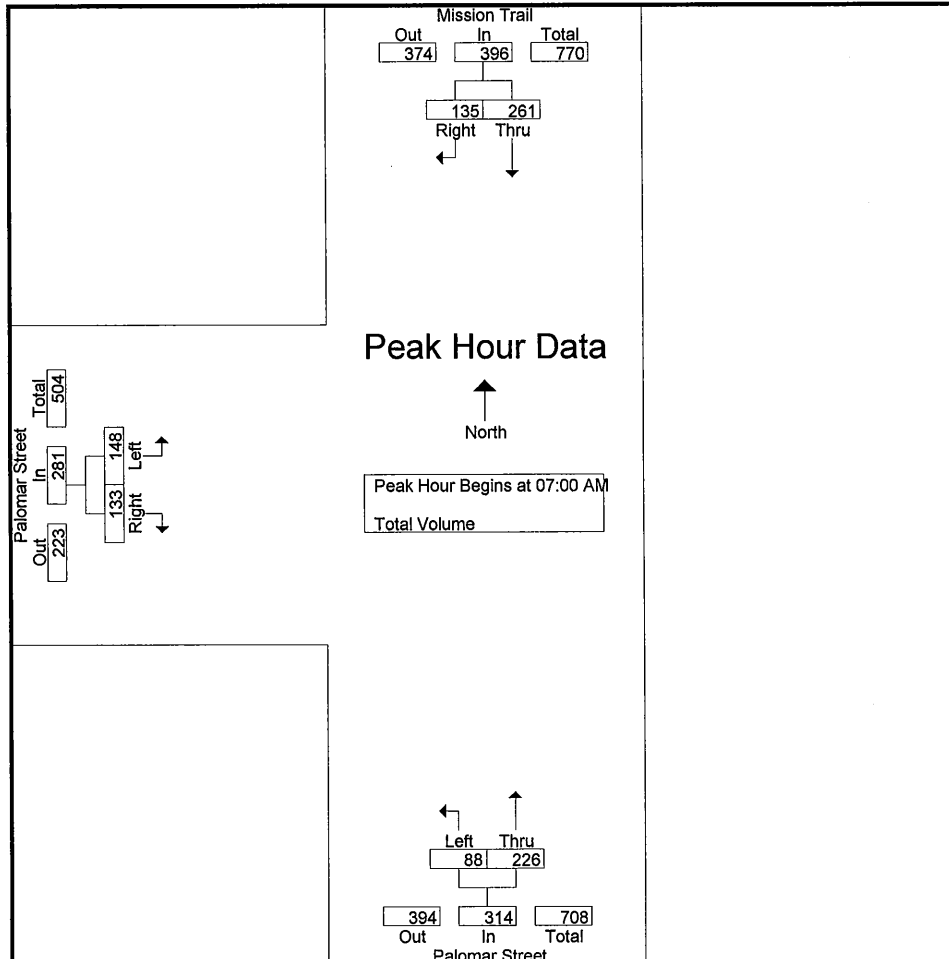 Mission Trail
Out In Total
374 396 770
135 261
Right Thru
Peak Hour Data
North
Peak Hour Begins at 07:00 AM
Total Volume
Palomar Street
Out In Total
223 281 504
133 148
Right Left
Left Thru
88 226
394 314 708
Out In Total
Palomar Street